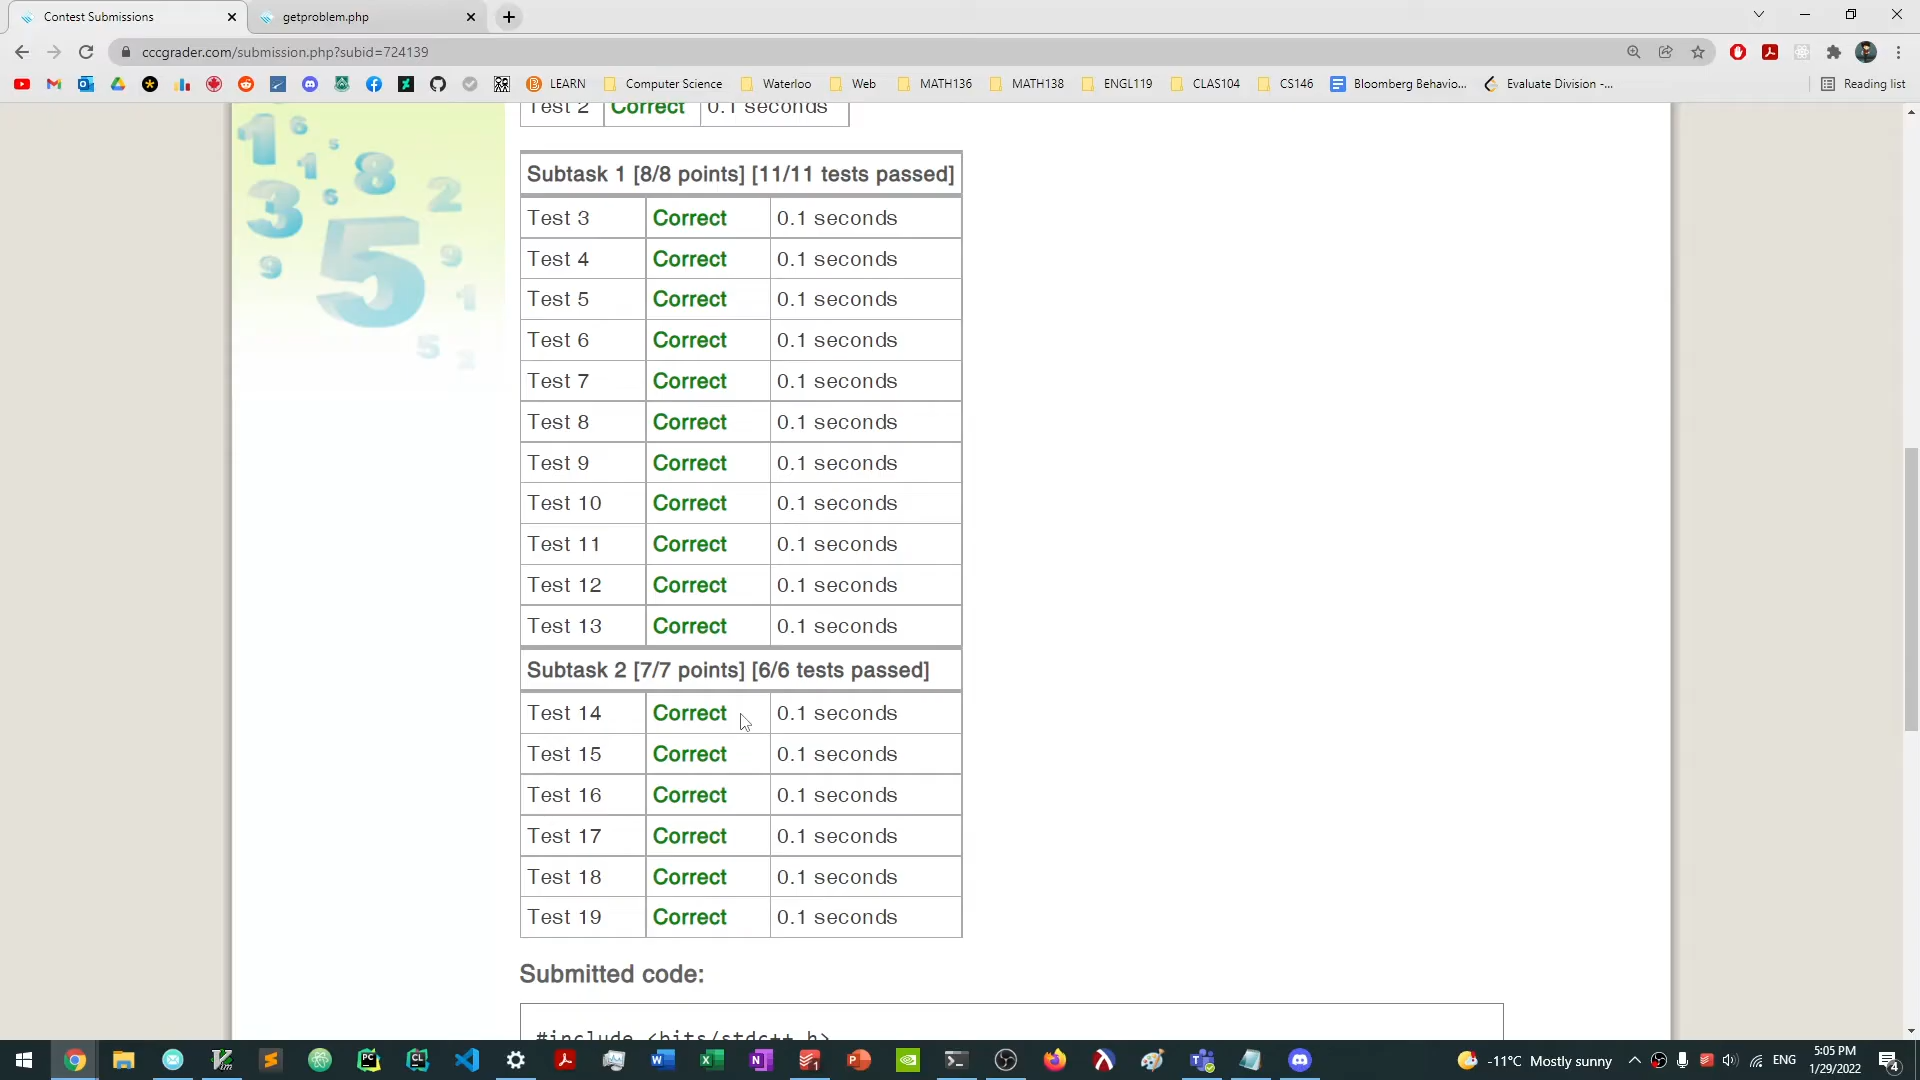 Contest Submissions
getproblem.php
cccgrader.com/submission.php?subid=724139
LEARN Computer Science Waterloo Web MATH136 MATH138 ENGL119 CLAS104 CS146 Bloomberg Behavio... Evaluate Division -... Reading list
Test 2 Correct 0.1 seconds
Subtask 1 [8/8 points] [11/11 tests passed]
Test 3 Correct 0.1 seconds
Test 4 Correct 0.1 seconds
Test 5 Correct 0.1 seconds
Test 6 Correct 0.1 seconds
Test 7 Correct 0.1 seconds
Test 8 Correct 0.1 seconds
Test 9 Correct 0.1 seconds
Test 10 Correct 0.1 seconds
Test 11 Correct 0.1 seconds
Test 12 Correct 0.1 seconds
Test 13 Correct 0.1 seconds
Subtask 2 [7/7 points] [6/6 tests passed]
Test 14 Correct 0.1 seconds
Test 15 Correct 0.1 seconds
Test 16 Correct 0.1 seconds
Test 17 Correct 0.1 seconds
Test 18 Correct 0.1 seconds
Test 19 Correct 0.1 seconds
Submitted code:
#include <bits/stdc++.h>
-11°C Mostly sunny
ENG
5:05 PM
1/29/2022